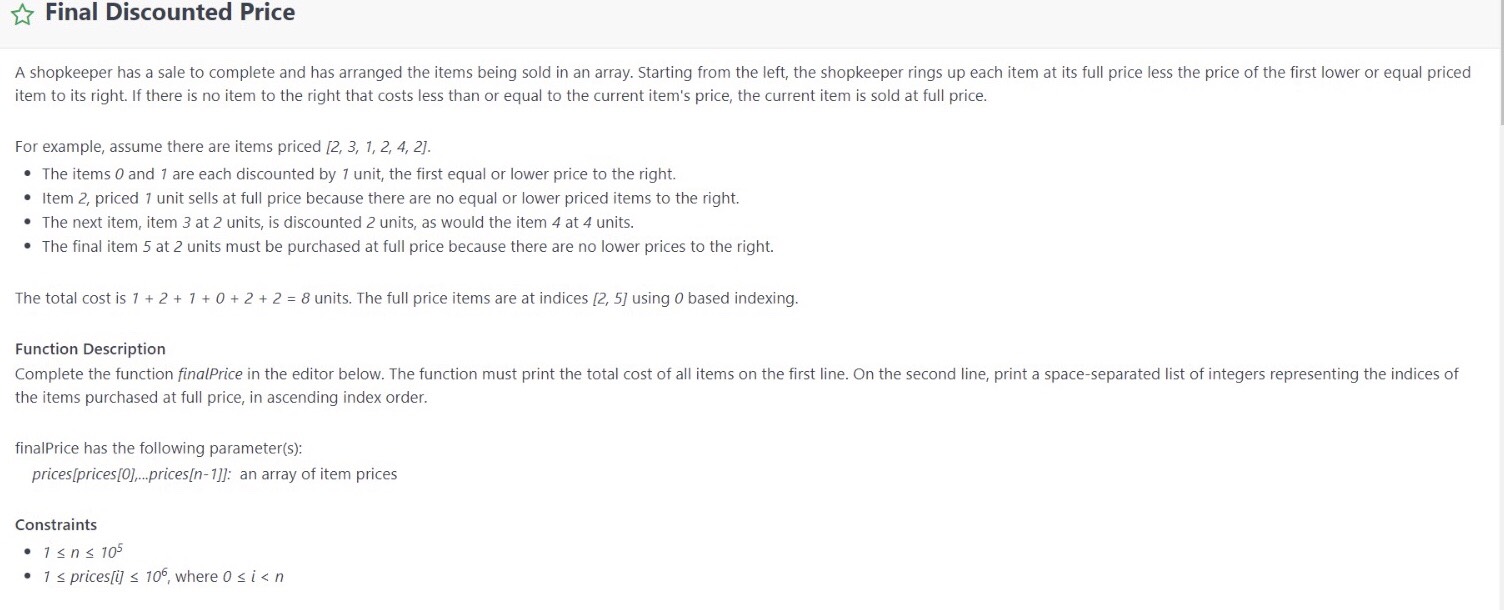 Final Discounted Price
A shopkeeper has a sale to complete and has arranged the items being sold in an array. Starting from the left, the shopkeeper rings up each item at its full price less the price of the first lower or equal priced
item to its right. If there is no item to the right that costs less than or equal to the current item's price, the current item is sold at full price.
For example, assume there are items priced [2, 3, 1, 2, 4, 2].
• The items 0 and 1 are each discounted by 1 unit, the first equal or lower price to the right.
• Item 2, priced 1 unit sells at full price because there are no equal or lower priced items to the right.
• The next item, item 3 at 2 units, is discounted 2 units, as would the item 4 at 4 units.
• The final item 5 at 2 units must be purchased at full price because there are no lower prices to the right.
The total cost is 1 + 2 + 1 + 0 + 2 + 2 = 8 units. The full price items are at indices [2, 5] using 0 based indexing.
Function Description
Complete the function finalPrice in the editor below. The function must print the total cost of all items on the first line. On the second line, print a space-separated list of integers representing the indices of
the items purchased at full price, in ascending index order.
finalPrice has the following parameter(s):
prices[prices[0],...prices[n-1]]: an array of item prices
Constraints
• 1 ≤ n ≤ 10⁵
• 1 ≤ prices[i] ≤ 10⁶, where 0 ≤ i < n